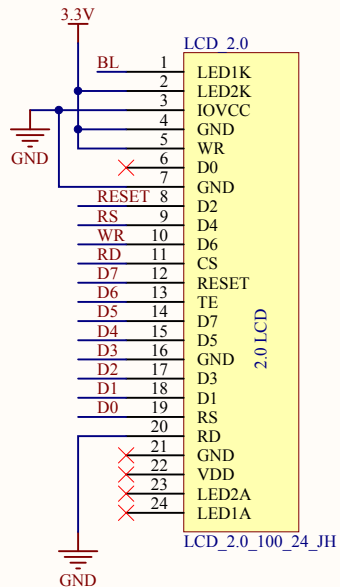 3.3V
LCD_2.0
BL 1 LED1K
2 LED2K
3 IOVCC
4 GND
5 WR
6 D0
GND
7 GND
RESET 8 D2
RS 9 D4
WR 10 D6
RD 11 CS
D7 12 RESET
D6 13 TE
D5 14 D7
D4 15 D5
D3 16 GND
D2 17 D3
D1 18 D1
D0 19 RS
20 RD
21 GND
22 VDD
23 LED2A
24 LED1A
2.0 LCD
LCD_2.0_100_24_JH
GND